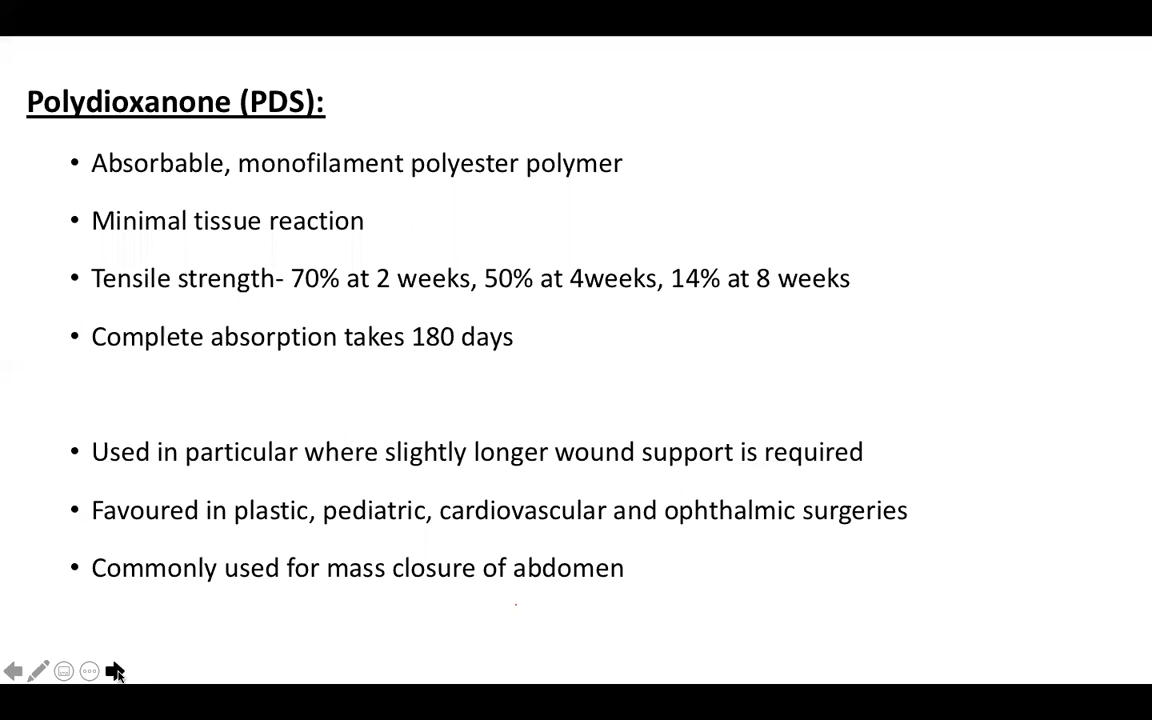 Polydioxanone (PDS):
• Absorbable, monofilament polyester polymer
• Minimal tissue reaction
• Tensile strength- 70% at 2 weeks, 50% at 4weeks, 14% at 8 weeks
• Complete absorption takes 180 days
• Used in particular where slightly longer wound support is required
• Favoured in plastic, pediatric, cardiovascular and ophthalmic surgeries
• Commonly used for mass closure of abdomen